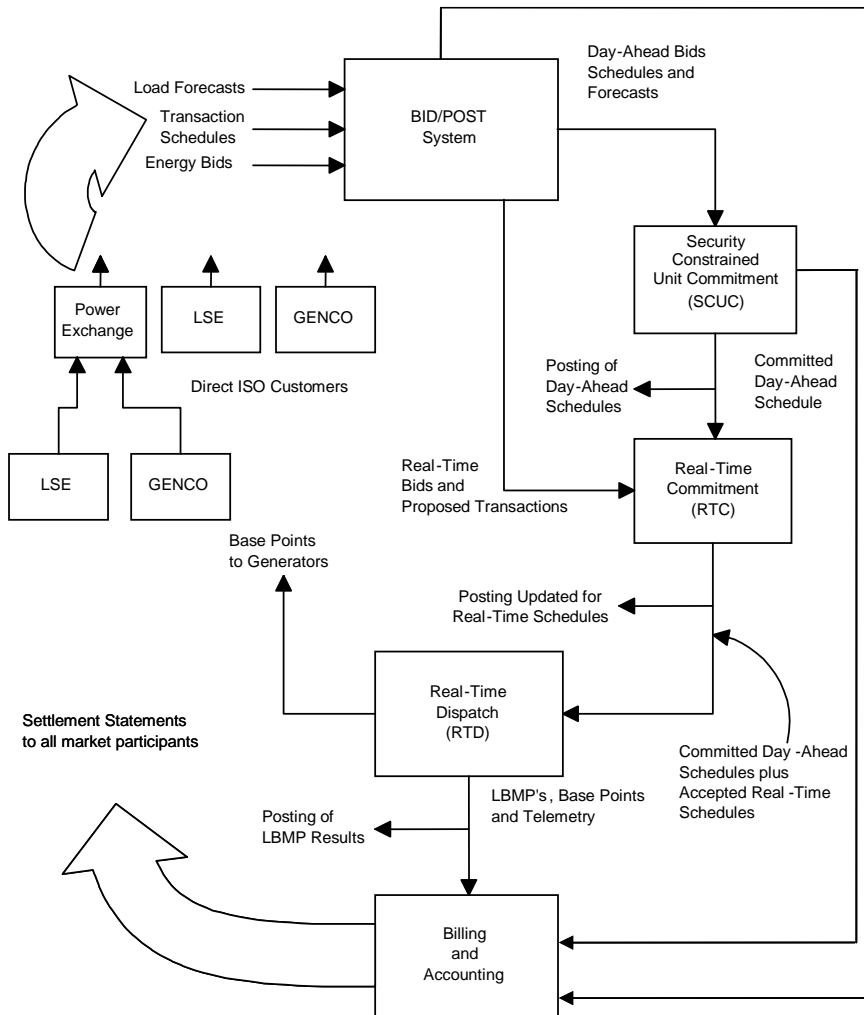 Day-Ahead Bids
Schedules and
Forecasts
Load Forecasts
Transaction
Schedules
Energy Bids
BID/POST
System
Security
Constrained
Unit Commitment
(SCUC)
Power
Exchange
LSE
GENCO
Direct ISO Customers
Posting of
Day-Ahead
Schedules
Committed
Day-Ahead
Schedule
LSE
GENCO
Real-Time
Bids and
Proposed Transactions
Real-Time
Commitment
(RTC)
Base Points
to Generators
Posting Updated for
Real-Time Schedules
Real-Time
Dispatch
(RTD)
Settlement Statements
to all market participants
Committed Day -Ahead
Schedules plus
Accepted Real -Time
Schedules
LBMP's, Base Points
and Telemetry
Posting of
LBMP Results
Billing
and
Accounting